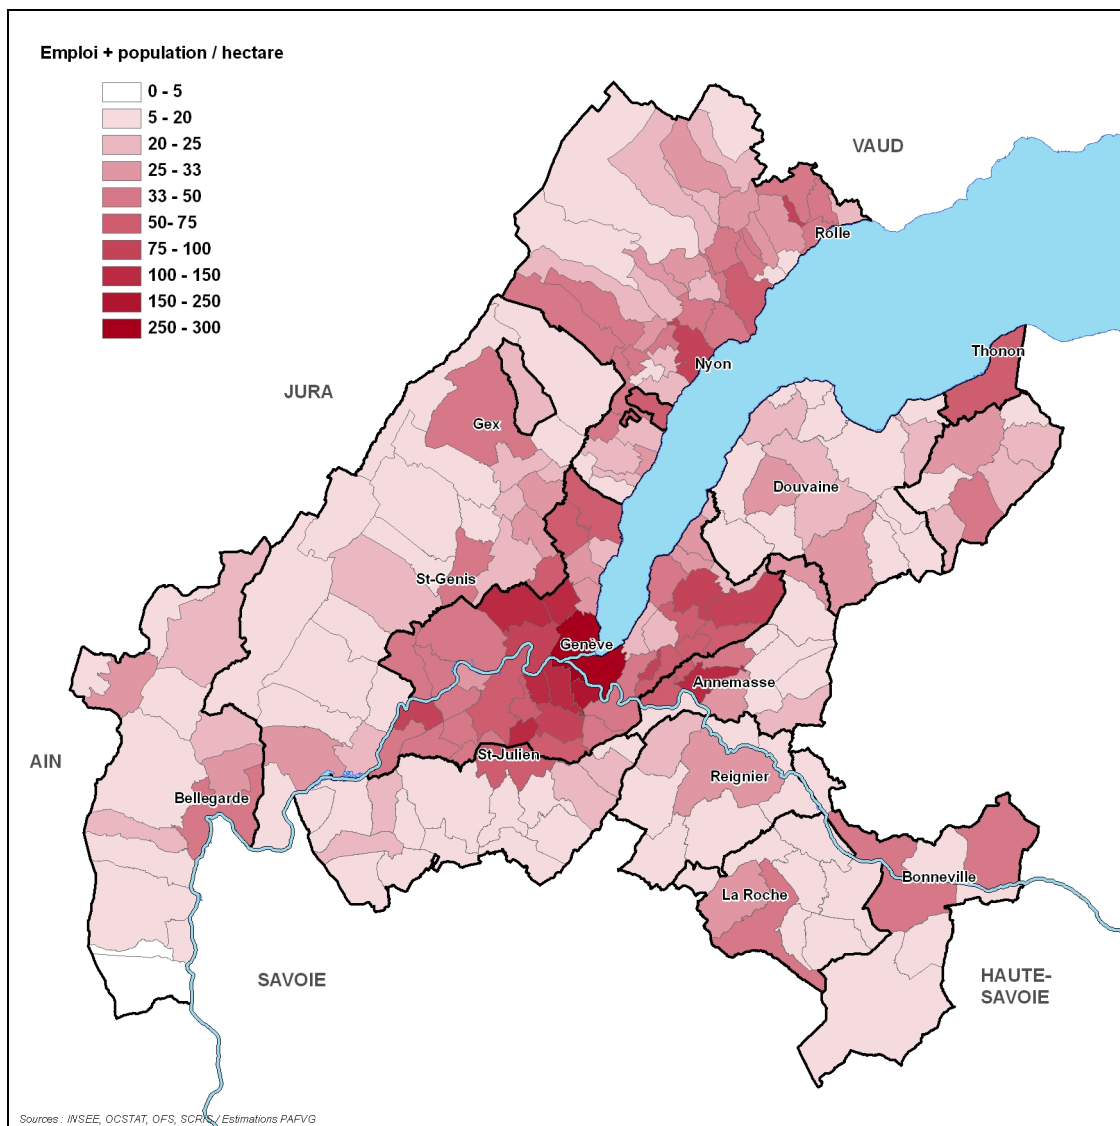 Emploi + population / hectare
0 - 5
5 - 20
20 - 25
25 - 33
33 - 50
50- 75
75 - 100
100 - 150
150 - 250
250 - 300
VAUD
Rolle
Nyon
Thonon
JURA
Gex
Douvaine
St-Genis
Genève
Annemasse
St-Julien
AIN
Reignier
Bellegarde
Bonneville
La Roche
SAVOIE
HAUTE-
SAVOIE
Sources : INSEE, OCSTAT, OFS, SCRIS / Estimations PAFVG